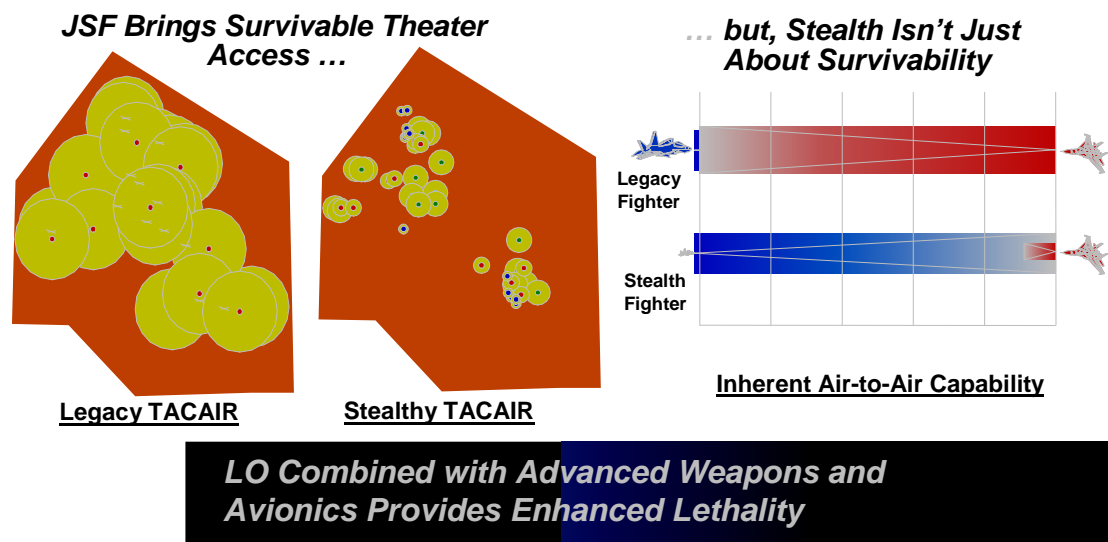 JSF Brings Survivable Theater
Access ...
... but, Stealth Isn't Just
About Survivability
Legacy
Fighter
Stealth
Fighter
Legacy TACAIR
Stealthy TACAIR
Inherent Air-to-Air Capability
LO Combined with Advanced Weapons and
Avionics Provides Enhanced Lethality